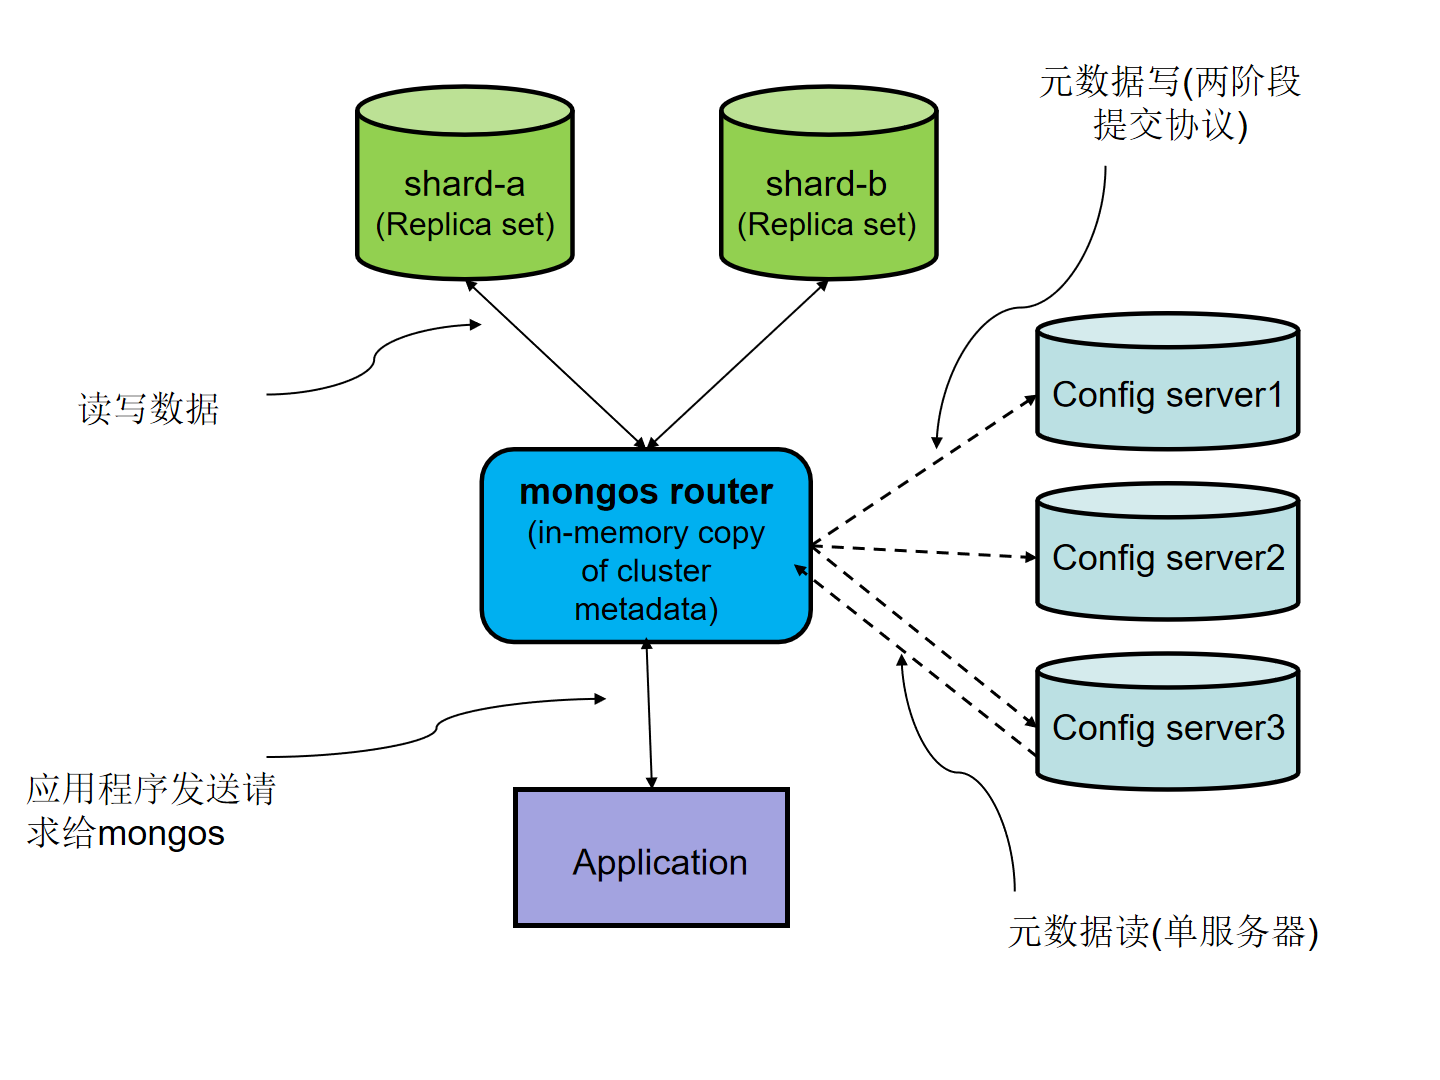 元数据写(两阶段
提交协议)
shard-a
(Replica set)
shard-b
(Replica set)
读写数据
Config server1
mongos router
(in-memory copy
of cluster
metadata)
Config server2
Config server3
应用程序发送请
求给mongos
Application
元数据读(单服务器)